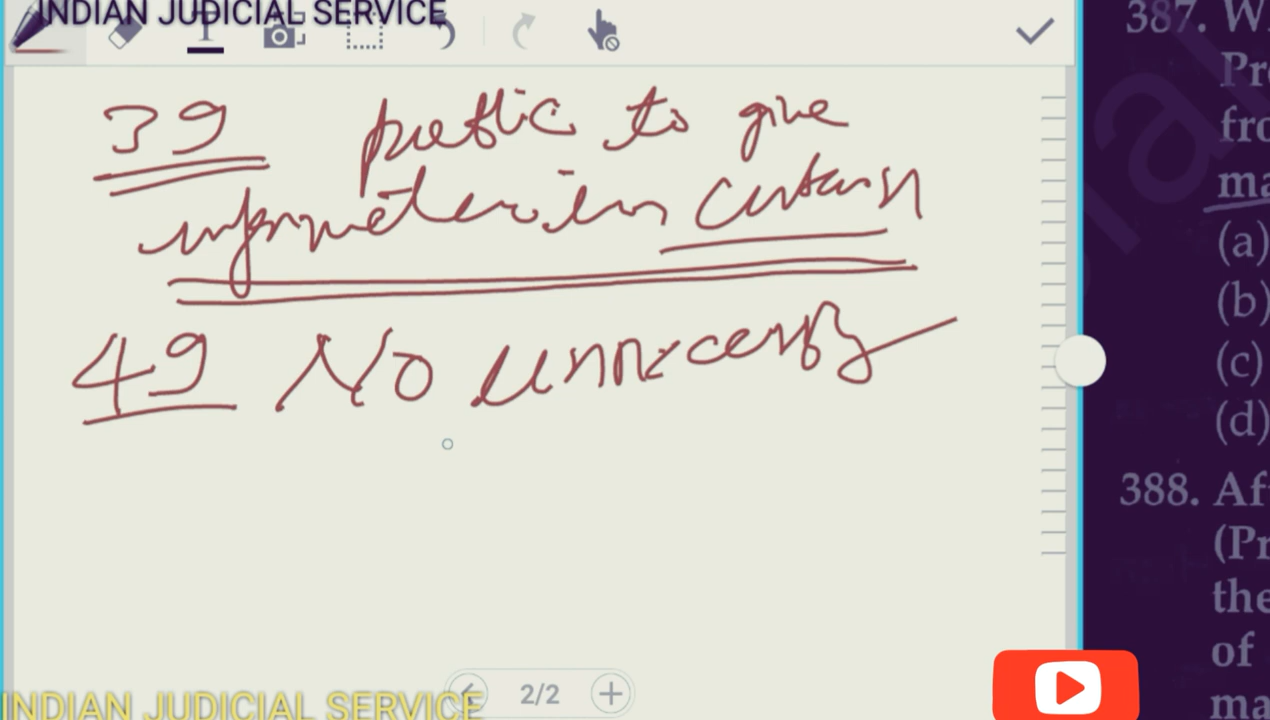 INDIAN JUDICIAL SERVICE
39 public to give
information in certain
49 No unnecessary
2/2
INDIAN JUDICIAL SERVICE
387. W
Pr
fro
ma
(a)
(b)
(c)
(d)
388. Af
(Pr
the
of
ma